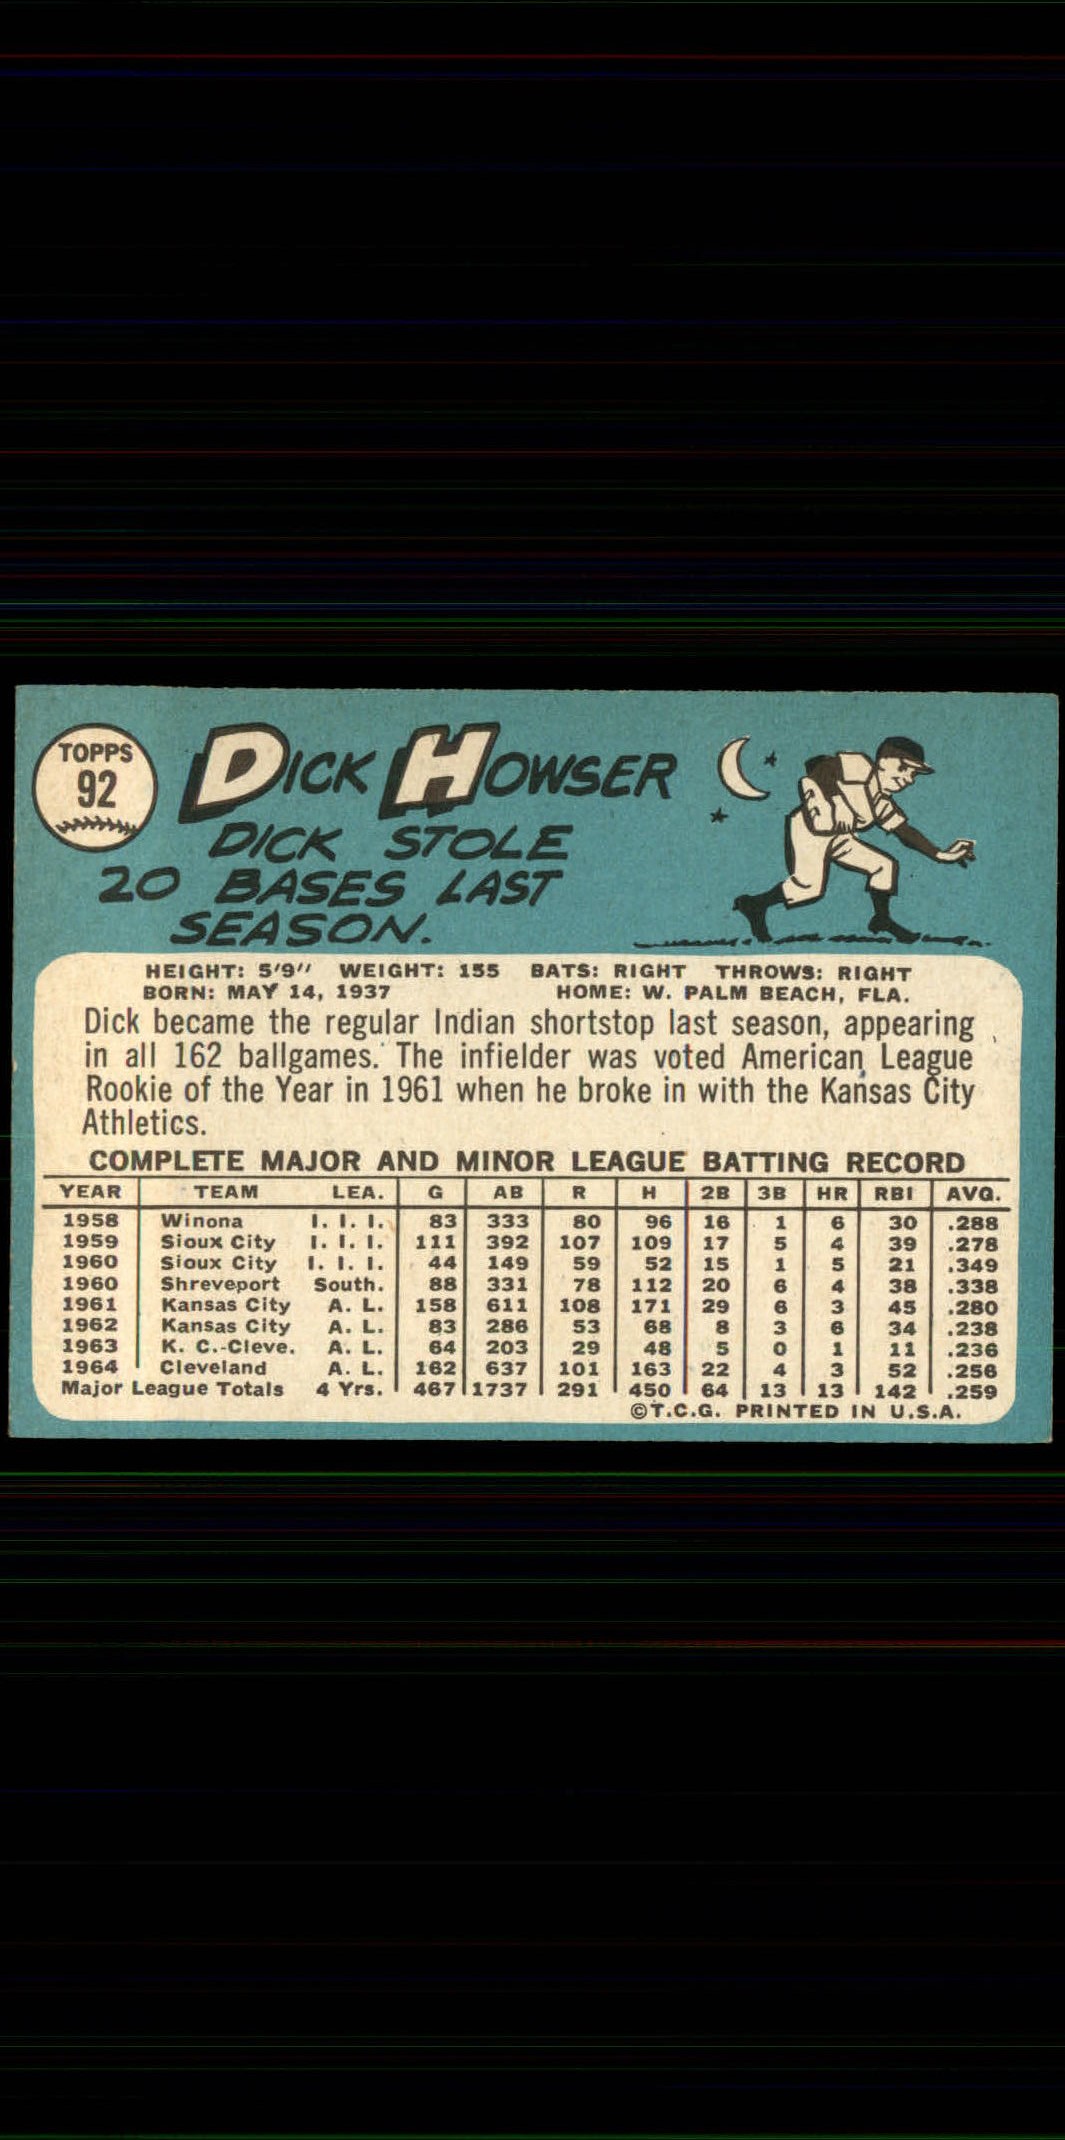 TOPPS
92
DICK HOWSER
DICK STOLE
20 BASES LAST
SEASON.
HEIGHT: 5'9" WEIGHT: 155 BATS: RIGHT THROWS: RIGHT
BORN: MAY 14, 1937 HOME: W. PALM BEACH, FLA.
Dick became the regular Indian shortstop last season, appearing
in all 162 ballgames. The infielder was voted American League
Rookie of the Year in 1961 when he broke in with the Kansas City
Athletics.
COMPLETE MAJOR AND MINOR LEAGUE BATTING RECORD
YEAR TEAM LEA. G AB R H 2B 3B HR RBI AVG.
1958 Winona I. I. I. 83 333 80 96 16 1 6 30 .288
1959 Sioux City I. I. I. 111 392 107 109 17 5 4 39 .278
1960 Sioux City I. I. I. 44 149 59 52 15 1 5 21 .349
1960 Shreveport South. 88 331 78 112 20 6 4 38 .338
1961 Kansas City A. L. 158 611 108 171 29 6 3 45 .280
1962 Kansas City A. L. 83 286 53 68 8 3 6 34 .238
1963 K. C.-Cleve. A. L. 64 203 29 48 5 0 1 11 .236
1964 Cleveland A. L. 162 637 101 163 22 4 3 52 .256
Major League Totals 4 Yrs. 467 1737 291 450 64 13 13 142 .259
©T.C.G. PRINTED IN U.S.A.